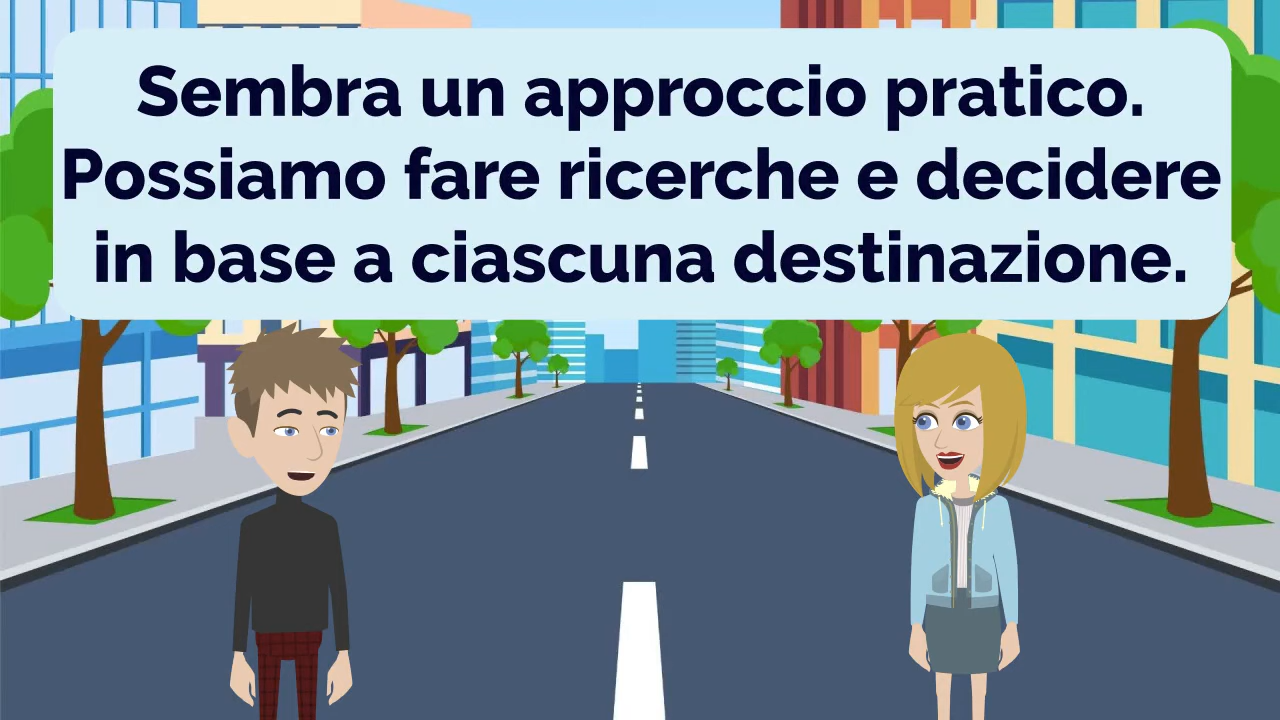 Sembra un approccio pratico.
Possiamo fare ricerche e decidere
in base a ciascuna destinazione.